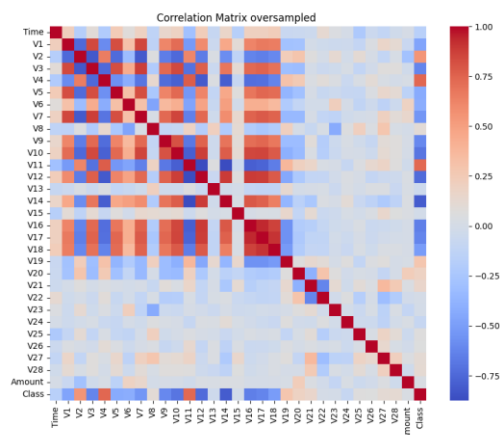 Correlation Matrix oversampled
Time
V1
V2
V3
V4
V5
V6
V7
V8
V9
V10
V11
V12
V13
V14
V15
V16
V17
V18
V19
V20
V21
V22
V23
V24
V25
V26
V27
V28
Amount
Class
Time
V1
V2
V3
V4
V5
V6
V7
V8
V9
V10
V11
V12
V13
V14
V15
V16
V17
V18
V19
V20
V21
V22
V23
V24
V25
V26
V27
V28
mount
Class
1.00
0.75
0.50
0.25
0.00
−0.25
−0.50
−0.75